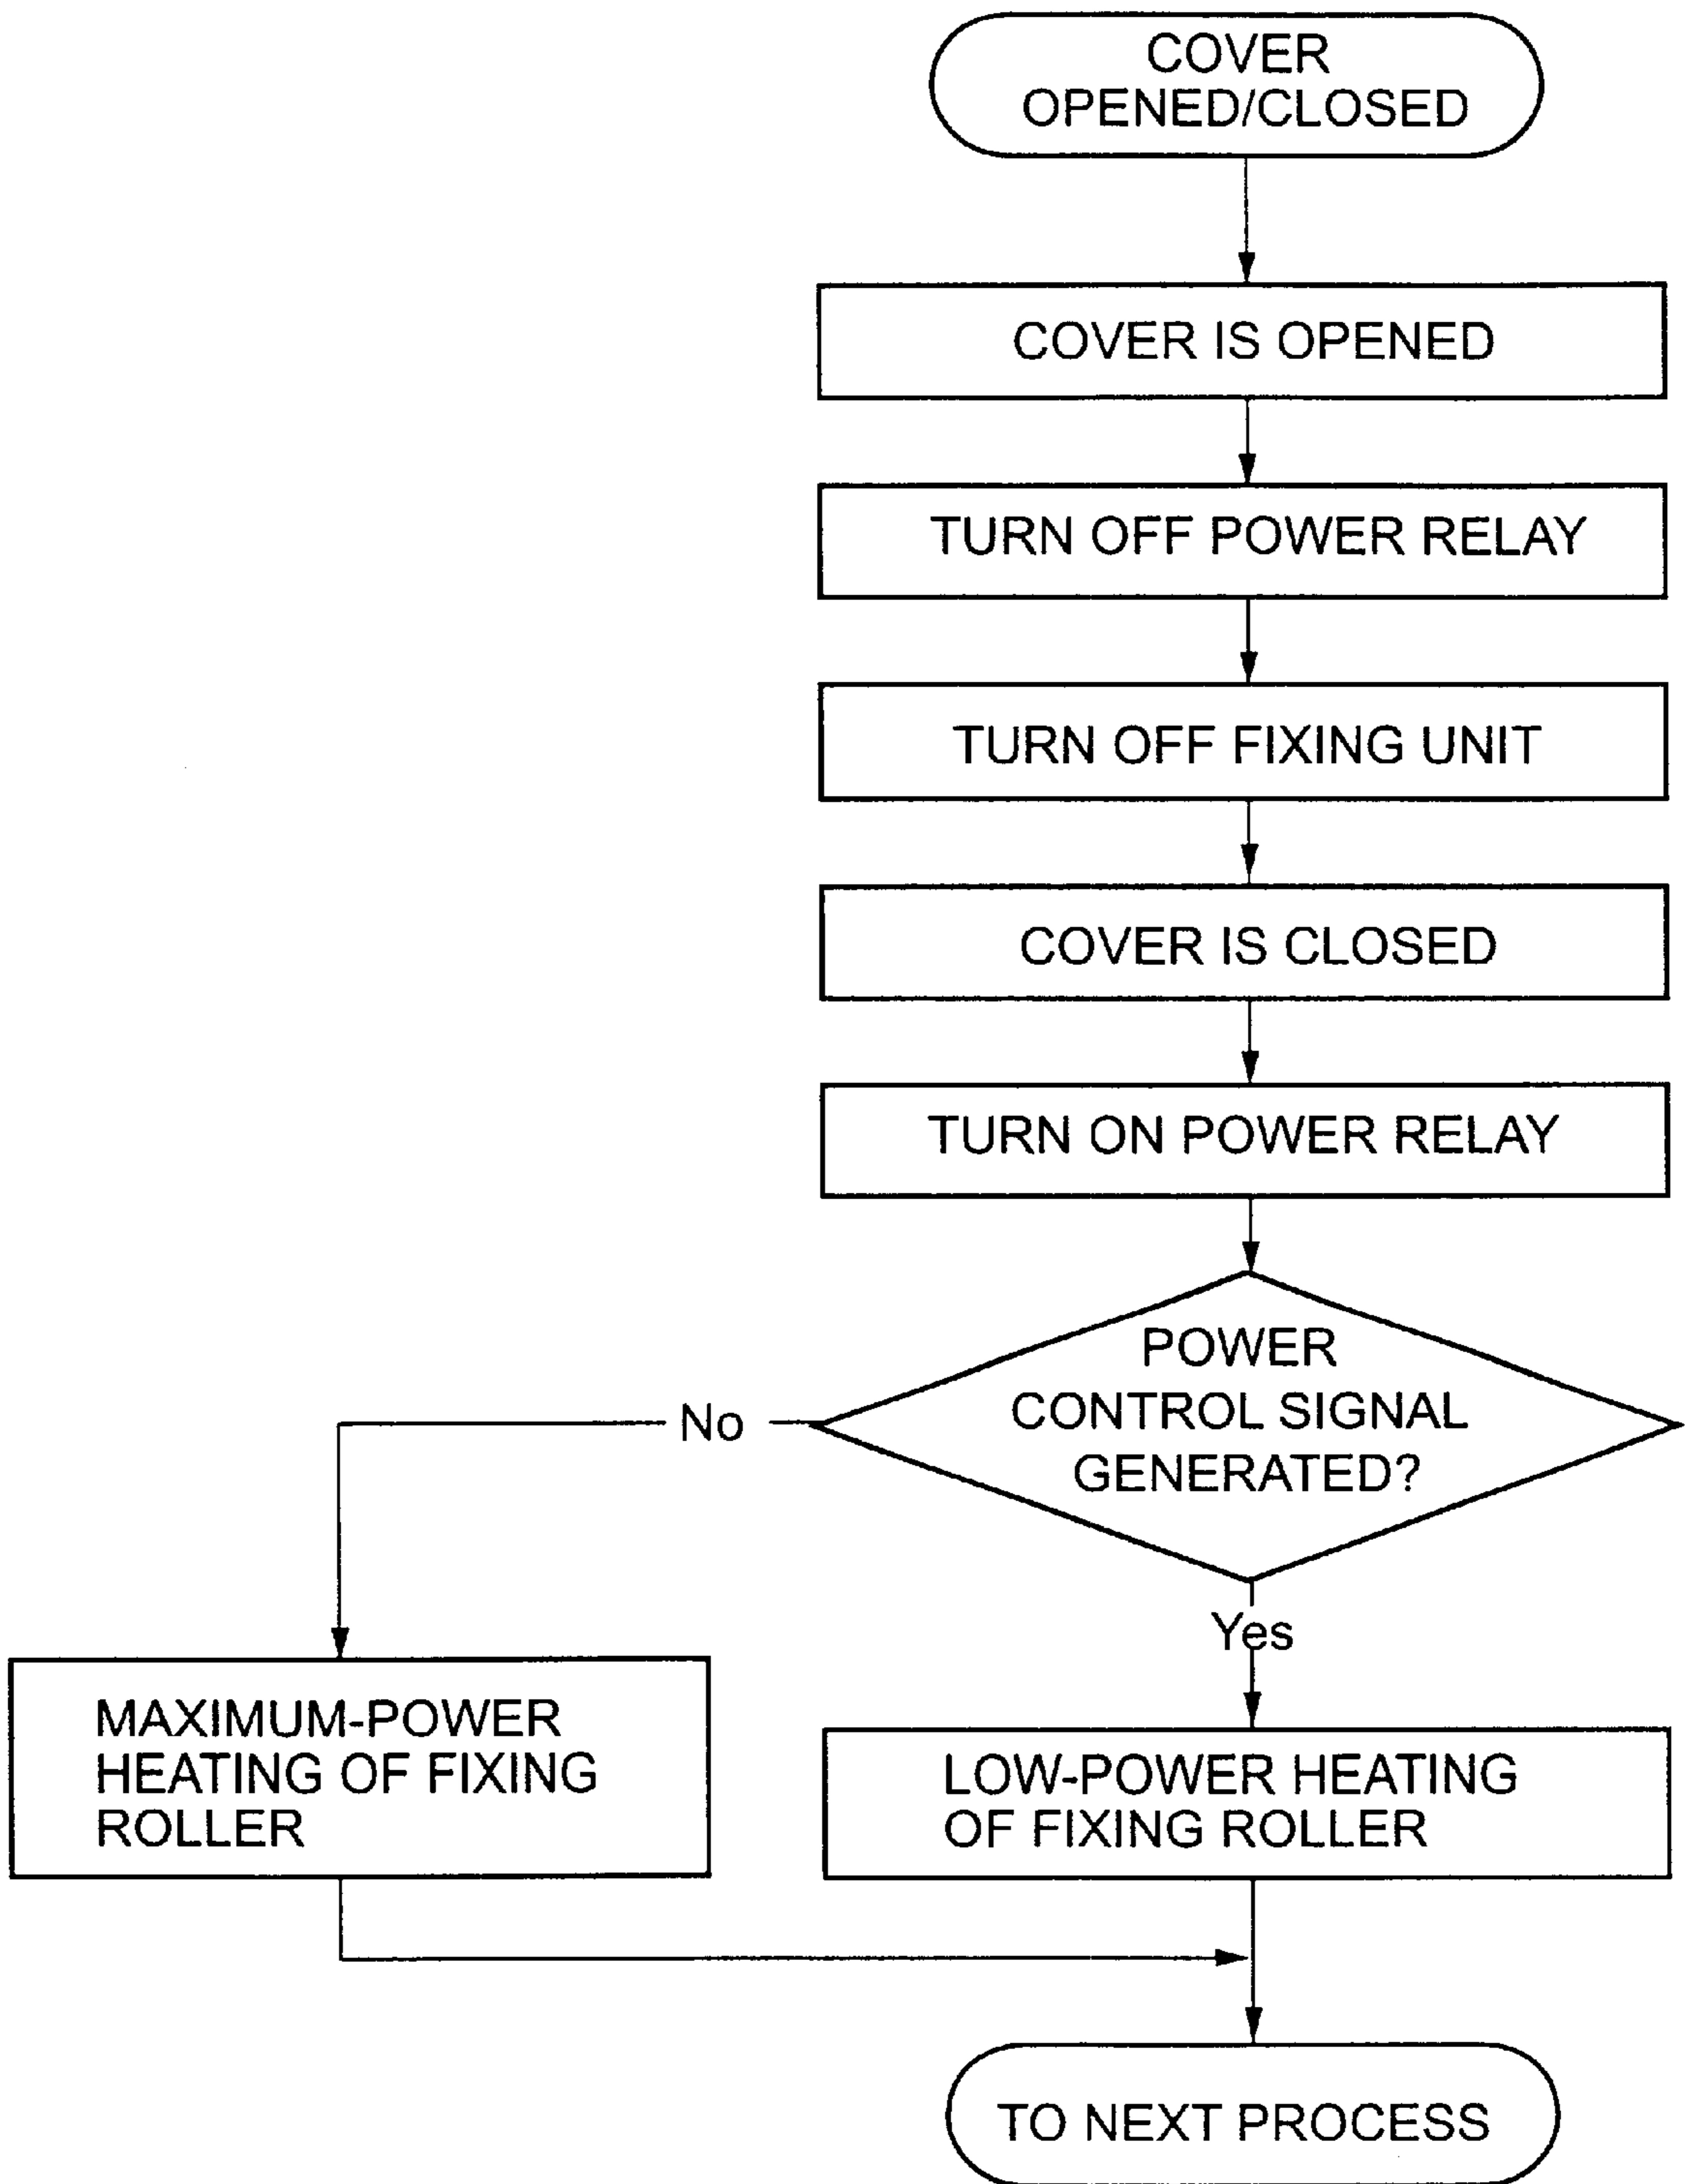 COVER
OPENED/CLOSED
COVER IS OPENED
TURN OFF POWER RELAY
TURN OFF FIXING UNIT
COVER IS CLOSED
TURN ON POWER RELAY
POWER
CONTROL SIGNAL
GENERATED?
No
Yes
MAXIMUM-POWER
HEATING OF FIXING
ROLLER
LOW-POWER HEATING
OF FIXING ROLLER
TO NEXT PROCESS